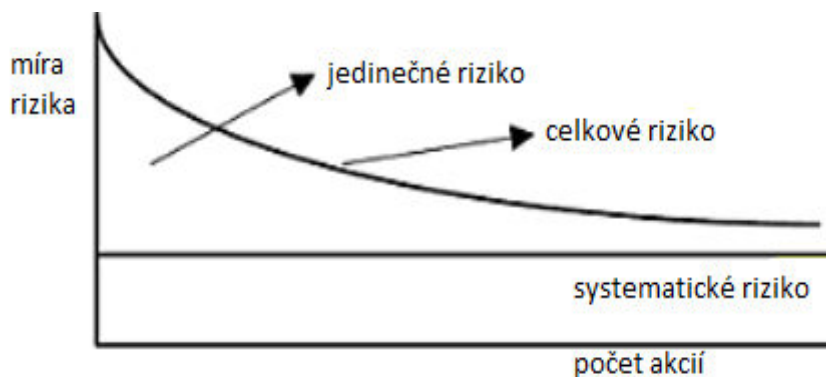 míra
rizika
jedinečné riziko
celkové riziko
systematické riziko
počet akcií